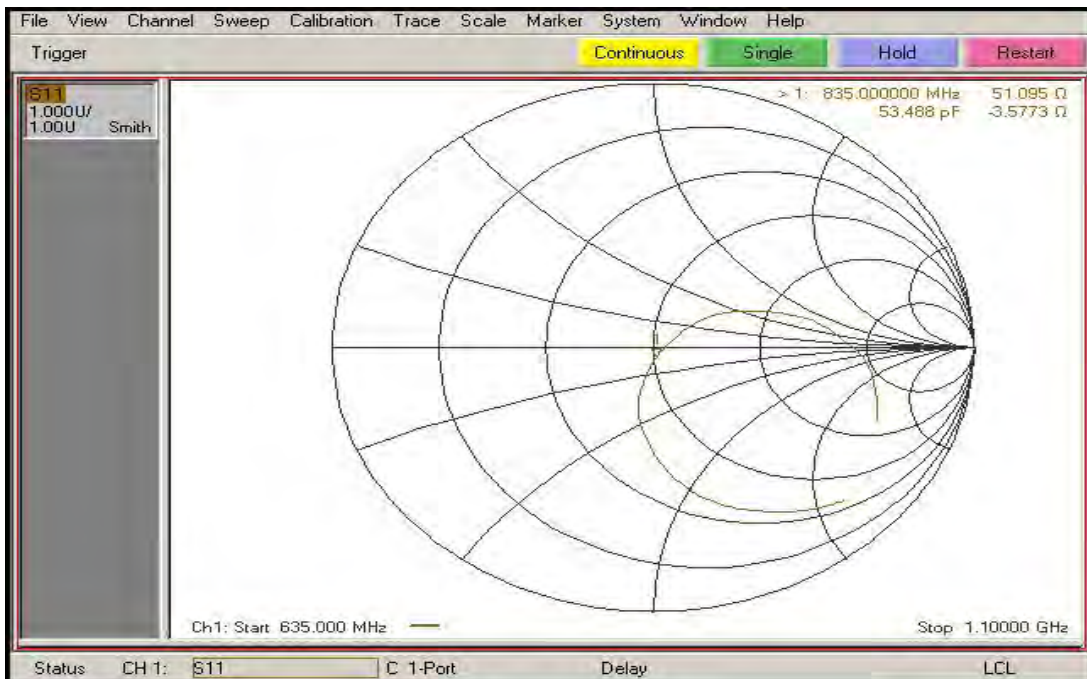 File View Channel Sweep Calibration Trace Scale Marker System Window Help
Trigger Continuous Single Hold Restart
S11
1.000U/
1.00U Smith
> 1: 835.000000 MHz 51.095 Ω
53.488 pF -3.5773 Ω
Ch1: Start 635.000 MHz Stop 1.10000 GHz
Status CH 1: S11 C 1-Port Delay LCL